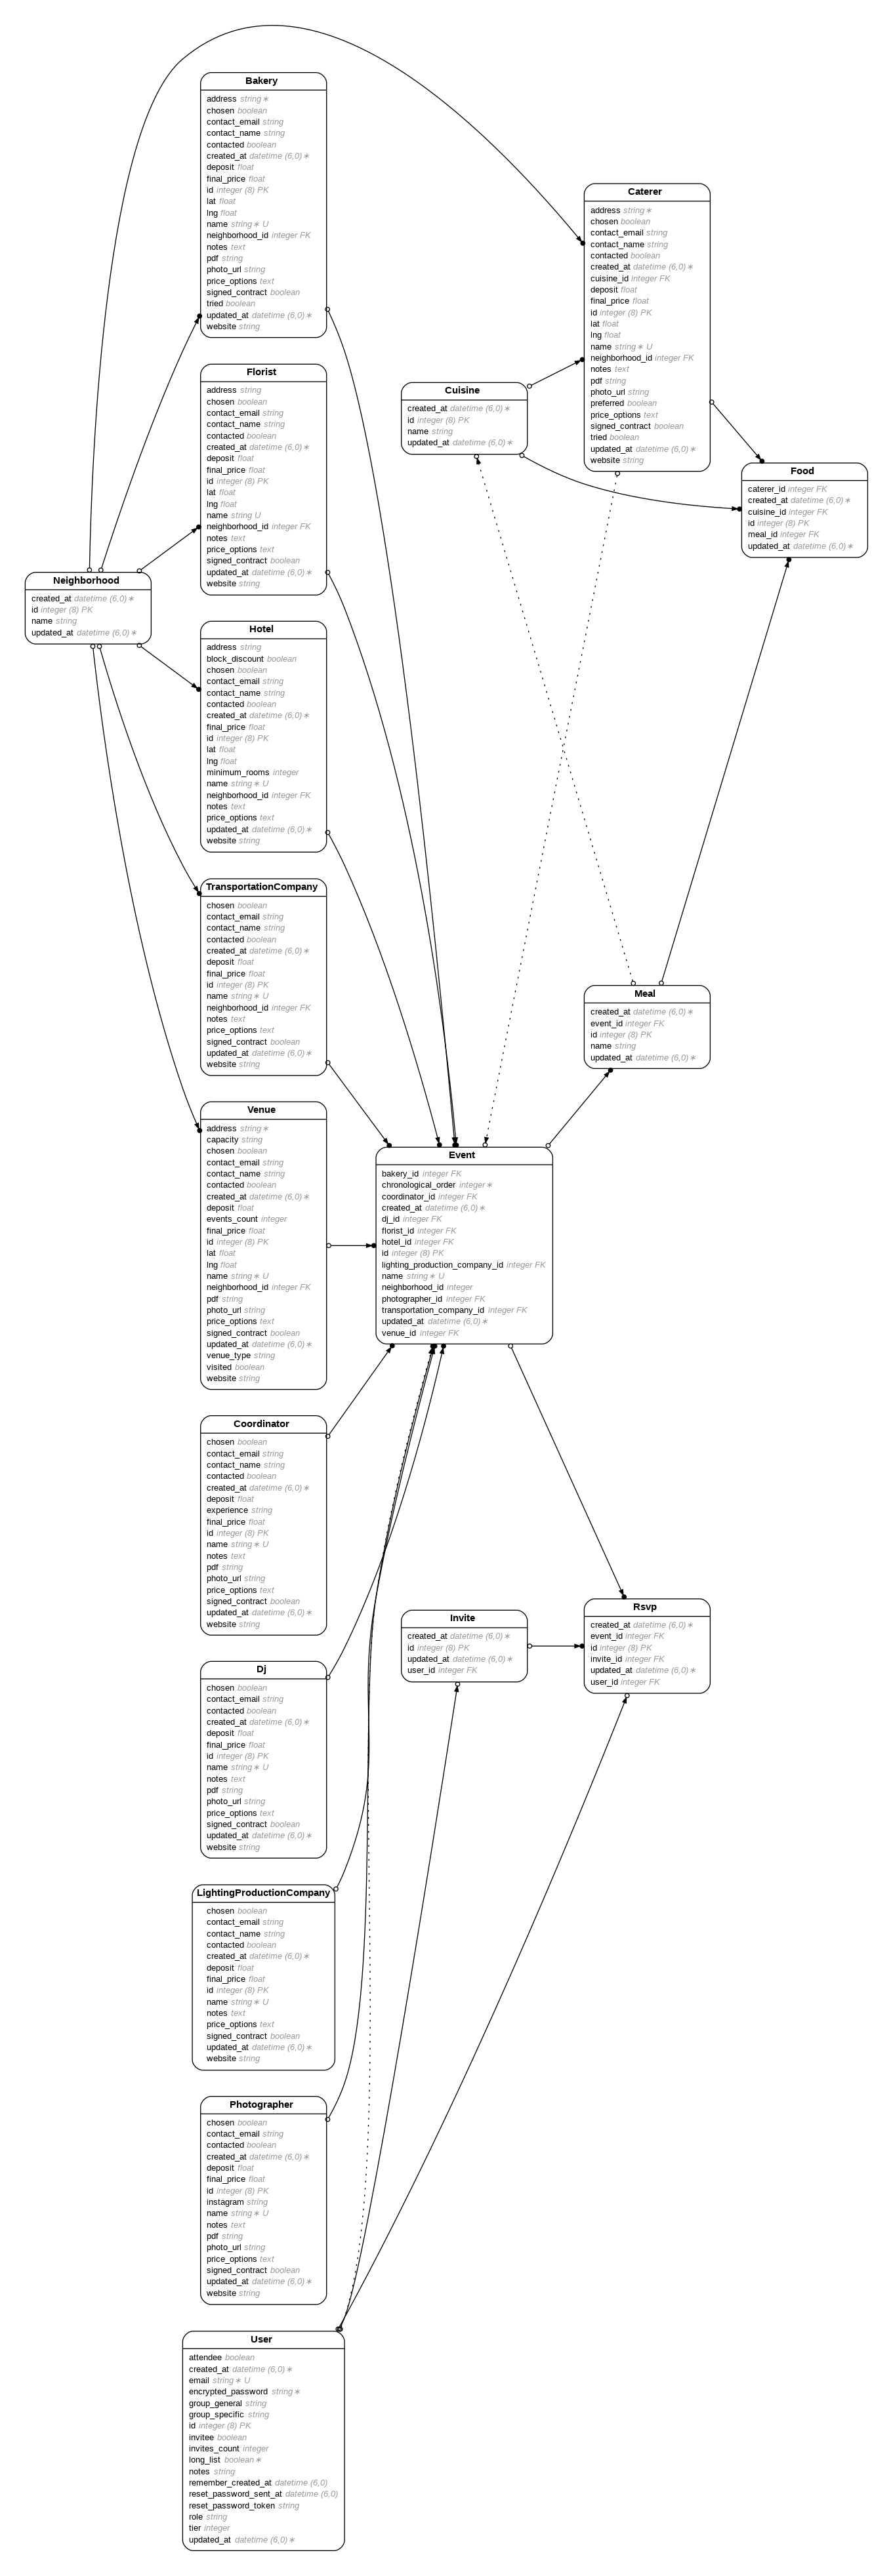 Bakery
address string∗
chosen boolean
contact_email string
contact_name string
contacted boolean
created_at datetime (6,0)∗
deposit float
final_price float
id integer (8) PK
lat float
lng float
name string∗ U
neighborhood_id integer FK
notes text
pdf string
photo_url string
price_options text
signed_contract boolean
tried boolean
updated_at datetime (6,0)∗
website string
Caterer
address string∗
chosen boolean
contact_email string
contact_name string
contacted boolean
created_at datetime (6,0)∗
cuisine_id integer FK
deposit float
final_price float
id integer (8) PK
lat float
lng float
name string∗ U
neighborhood_id integer FK
notes text
pdf string
photo_url string
preferred boolean
price_options text
signed_contract boolean
tried boolean
updated_at datetime (6,0)∗
website string
Florist
address string
chosen boolean
contact_email string
contact_name string
contacted boolean
created_at datetime (6,0)∗
deposit float
final_price float
id integer (8) PK
lat float
lng float
name string U
neighborhood_id integer FK
notes text
price_options text
signed_contract boolean
updated_at datetime (6,0)∗
website string
Cuisine
created_at datetime (6,0)∗
id integer (8) PK
name string
updated_at datetime (6,0)∗
Food
caterer_id integer FK
created_at datetime (6,0)∗
cuisine_id integer FK
id integer (8) PK
meal_id integer FK
updated_at datetime (6,0)∗
Neighborhood
created_at datetime (6,0)∗
id integer (8) PK
name string
updated_at datetime (6,0)∗
Hotel
address string
block_discount boolean
chosen boolean
contact_email string
contact_name string
contacted boolean
created_at datetime (6,0)∗
final_price float
id integer (8) PK
lat float
lng float
minimum_rooms integer
name string∗ U
neighborhood_id integer FK
notes text
price_options text
updated_at datetime (6,0)∗
website string
TransportationCompany
chosen boolean
contact_email string
contact_name string
contacted boolean
created_at datetime (6,0)∗
deposit float
final_price float
id integer (8) PK
name string∗ U
neighborhood_id integer FK
notes text
price_options text
signed_contract boolean
updated_at datetime (6,0)∗
website string
Meal
created_at datetime (6,0)∗
event_id integer FK
id integer (8) PK
name string
updated_at datetime (6,0)∗
Venue
address string∗
capacity string
chosen boolean
contact_email string
contact_name string
contacted boolean
created_at datetime (6,0)∗
deposit float
events_count integer
final_price float
id integer (8) PK
lat float
lng float
name string∗ U
neighborhood_id integer FK
pdf string
photo_url string
price_options text
signed_contract boolean
updated_at datetime (6,0)∗
venue_type string
visited boolean
website string
Event
bakery_id integer FK
chronological_order integer∗
coordinator_id integer FK
created_at datetime (6,0)∗
dj_id integer FK
florist_id integer FK
hotel_id integer FK
id integer (8) PK
lighting_production_company_id integer FK
name string∗ U
neighborhood_id integer
photographer_id integer FK
transportation_company_id integer FK
updated_at datetime (6,0)∗
venue_id integer FK
Coordinator
chosen boolean
contact_email string
contact_name string
contacted boolean
created_at datetime (6,0)∗
deposit float
experience string
final_price float
id integer (8) PK
name string∗ U
notes text
pdf string
photo_url string
price_options text
signed_contract boolean
updated_at datetime (6,0)∗
website string
Invite
created_at datetime (6,0)∗
id integer (8) PK
updated_at datetime (6,0)∗
user_id integer FK
Rsvp
created_at datetime (6,0)∗
event_id integer FK
id integer (8) PK
invite_id integer FK
updated_at datetime (6,0)∗
user_id integer FK
Dj
chosen boolean
contact_email string
contacted boolean
created_at datetime (6,0)∗
deposit float
final_price float
id integer (8) PK
name string∗ U
notes text
pdf string
photo_url string
price_options text
signed_contract boolean
updated_at datetime (6,0)∗
website string
LightingProductionCompany
chosen boolean
contact_email string
contact_name string
contacted boolean
created_at datetime (6,0)∗
deposit float
final_price float
id integer (8) PK
name string∗ U
notes text
price_options text
signed_contract boolean
updated_at datetime (6,0)∗
website string
Photographer
chosen boolean
contact_email string
contacted boolean
created_at datetime (6,0)∗
deposit float
final_price float
id integer (8) PK
instagram string
name string∗ U
notes text
pdf string
photo_url string
price_options text
signed_contract boolean
updated_at datetime (6,0)∗
website string
User
attendee boolean
created_at datetime (6,0)∗
email string∗ U
encrypted_password string∗
group_general string
group_specific string
id integer (8) PK
invitee boolean
invites_count integer
long_list boolean∗
notes string
remember_created_at datetime (6,0)
reset_password_sent_at datetime (6,0)
reset_password_token string
role string
tier integer
updated_at datetime (6,0)∗